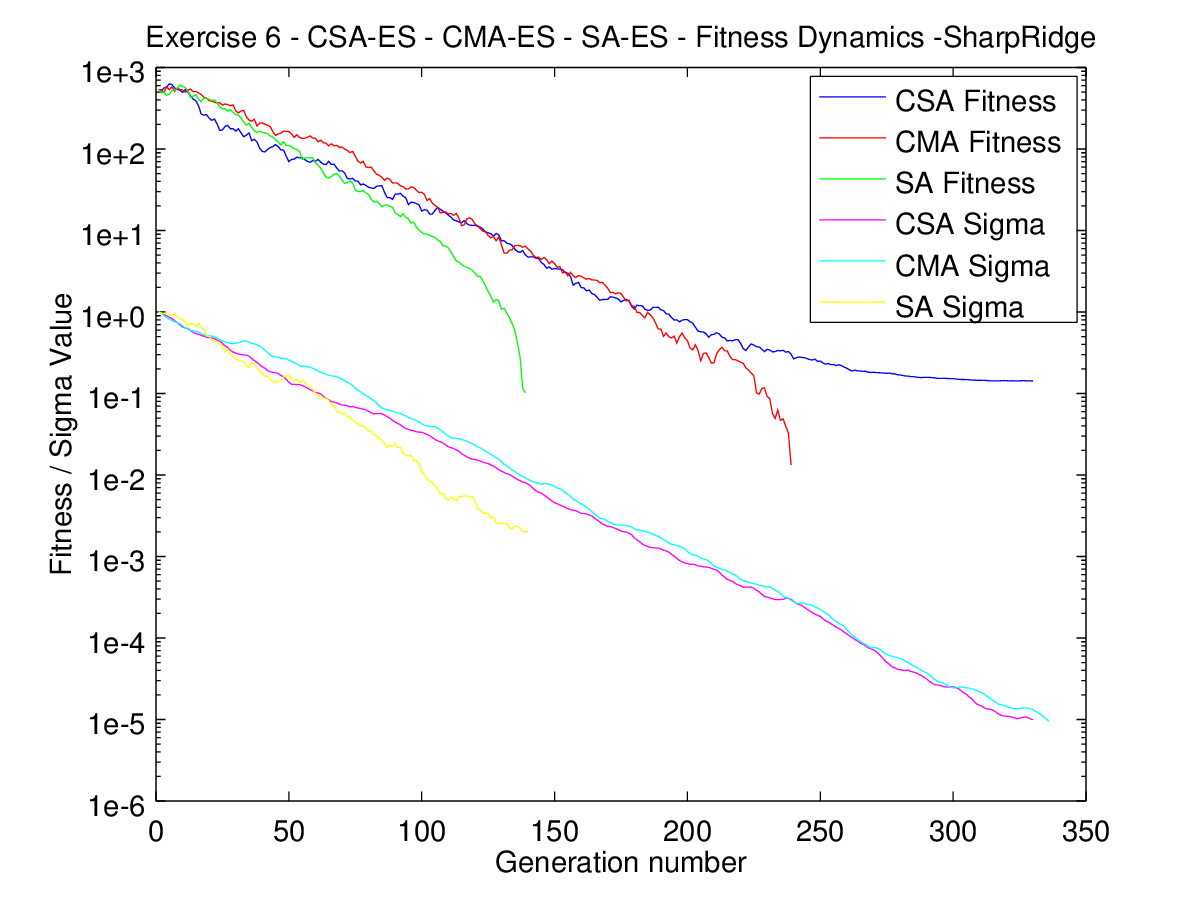 Exercise 6 - CSA-ES - CMA-ES - SA-ES - Fitness Dynamics -SharpRidge
1e+3
1e+2
1e+1
1e+0
1e-1
1e-2
1e-3
1e-4
1e-5
1e-6
Fitness / Sigma Value
CSA Fitness
CMA Fitness
SA Fitness
CSA Sigma
CMA Sigma
SA Sigma
0 50 100 150 200 250 300 350
Generation number